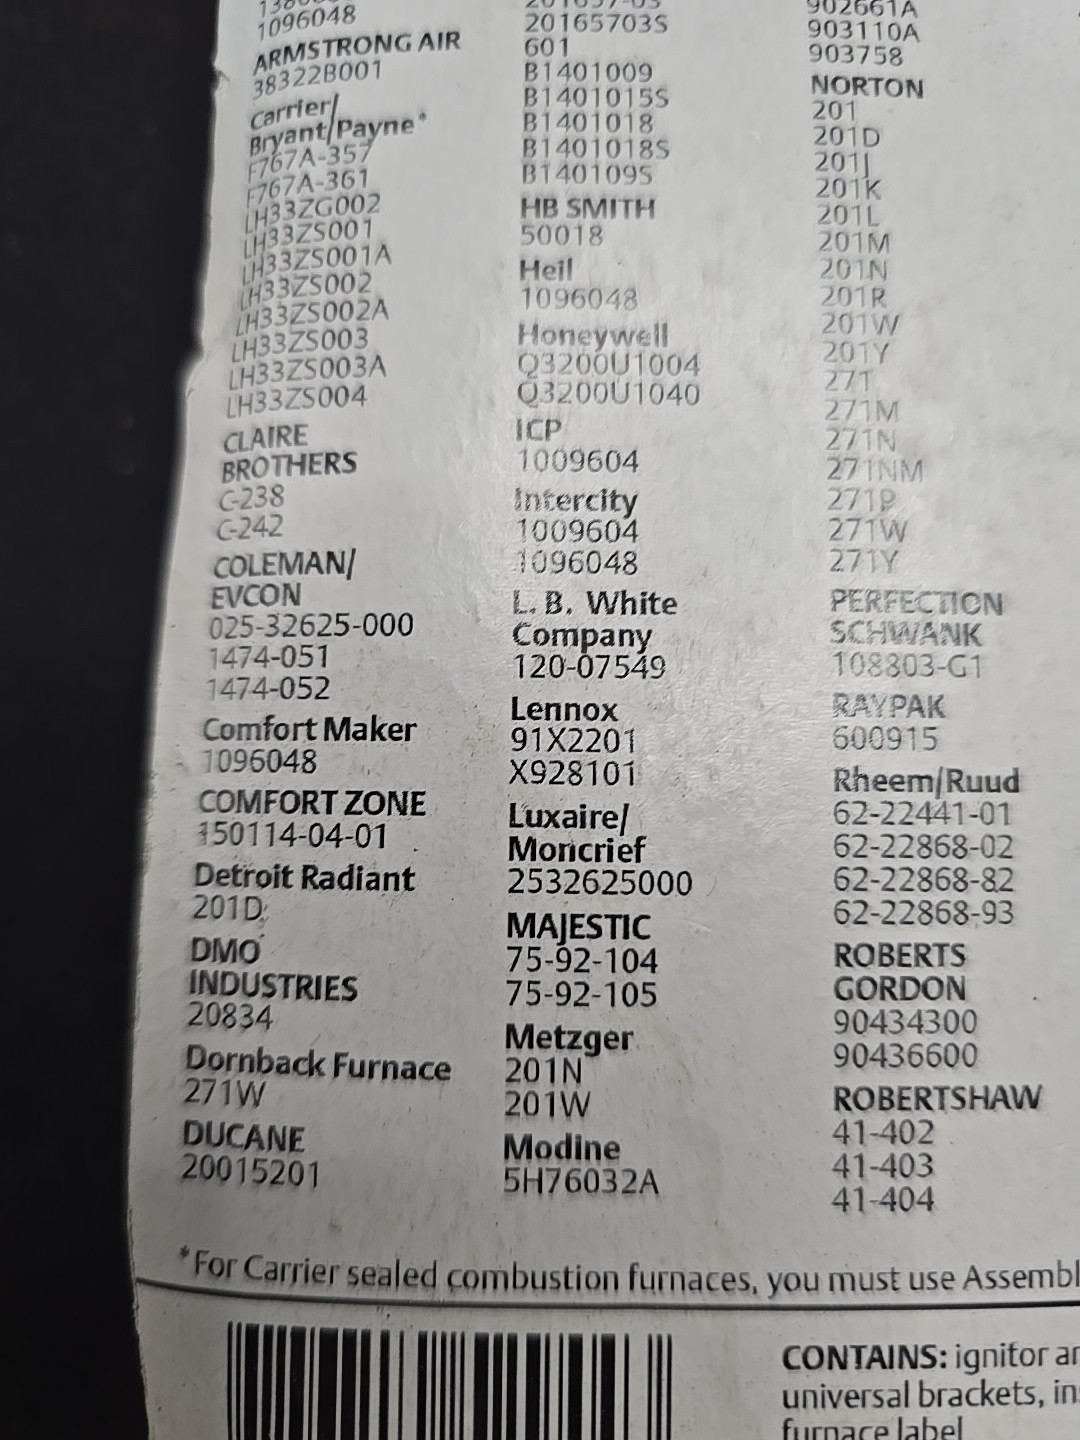 1096048
ARMSTRONG AIR
38322B001
Carrier/
Bryant/Payne*
F767A-357
F767A-361
LH33ZG002
LH33ZS001
LH33ZS001A
LH33ZS002
LH33ZS002A
LH33ZS003
LH33ZS003A
LH33ZS004
CLAIRE
BROTHERS
C-238
C-242
COLEMAN/
EVCON
025-32625-000
1474-051
1474-052
Comfort Maker
1096048
COMFORT ZONE
150114-04-01
Detroit Radiant
201D
DMO
INDUSTRIES
20834
Dornback Furnace
271W
DUCANE
20015201
20165703S
601
B1401009
B1401015S
B1401018
B1401018S
B140109S
HB SMITH
50018
Heil
1096048
Honeywell
Q3200U1004
Q3200U1040
ICP
1009604
Intercity
1009604
1096048
L. B. White
Company
120-07549
Lennox
91X2201
X928101
Luxaire/
Moncrief
2532625000
MAJESTIC
75-92-104
75-92-105
Metzger
201N
201W
Modine
5H76032A
902661A
903110A
903758
NORTON
201
201D
201J
201K
201L
201M
201N
201R
201W
201Y
271
271M
271N
271NM
271P
271W
271Y
PERFECTION
SCHWANK
108803-G1
RAYPAK
600915
Rheem/Ruud
62-22441-01
62-22868-02
62-22868-82
62-22868-93
ROBERTS
GORDON
90434300
90436600
ROBERTSHAW
41-402
41-403
41-404
*For Carrier sealed combustion furnaces, you must use Assembl
CONTAINS: ignitor an
universal brackets, in
furnace label